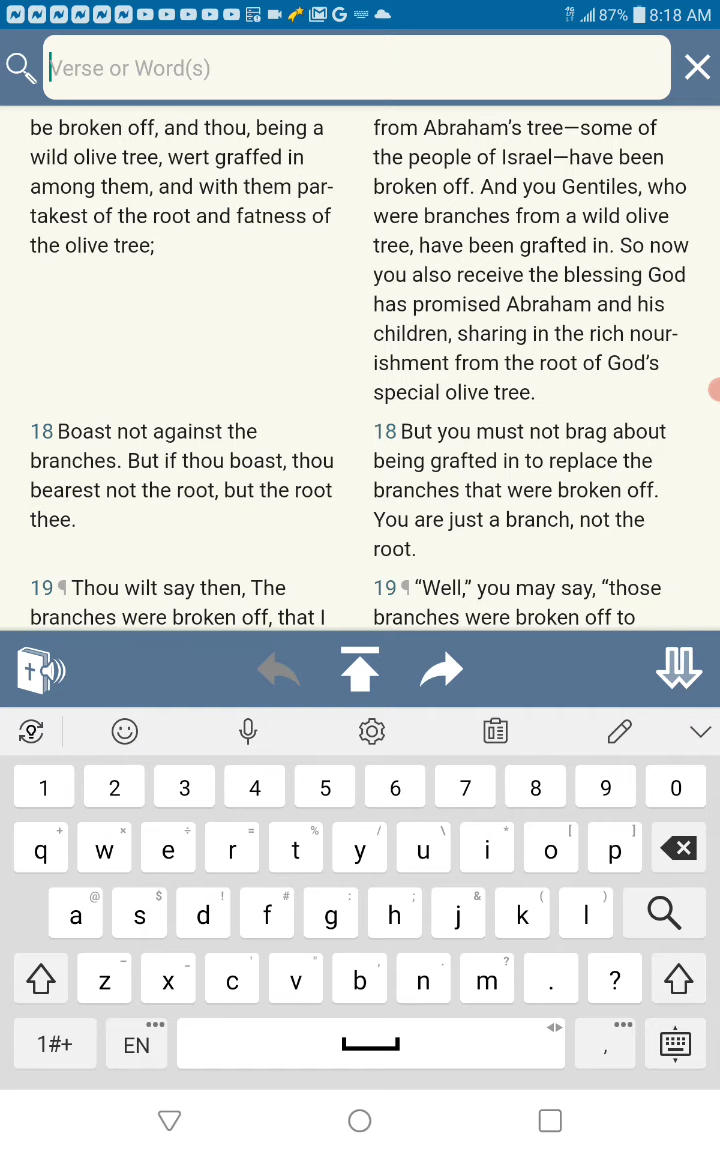 87% 8:18 AM
Verse or Word(s)
be broken off, and thou, being a
wild olive tree, wert graffed in
among them, and with them par-
takest of the root and fatness of
the olive tree;
18 Boast not against the
branches. But if thou boast, thou
bearest not the root, but the root
thee.
19 ¶ Thou wilt say then, The
branches were broken off, that I
from Abraham’s tree—some of
the people of Israel—have been
broken off. And you Gentiles, who
were branches from a wild olive
tree, have been grafted in. So now
you also receive the blessing God
has promised Abraham and his
children, sharing in the rich nour-
ishment from the root of God’s
special olive tree.
18 But you must not brag about
being grafted in to replace the
branches that were broken off.
You are just a branch, not the
root.
19 ¶ “Well,” you may say, “those
branches were broken off to
1 2 3 4 5 6 7 8 9 0
q w e r t y u i o p
a s d f g h j k l
z x c v b n m . ?
1#+ EN ,